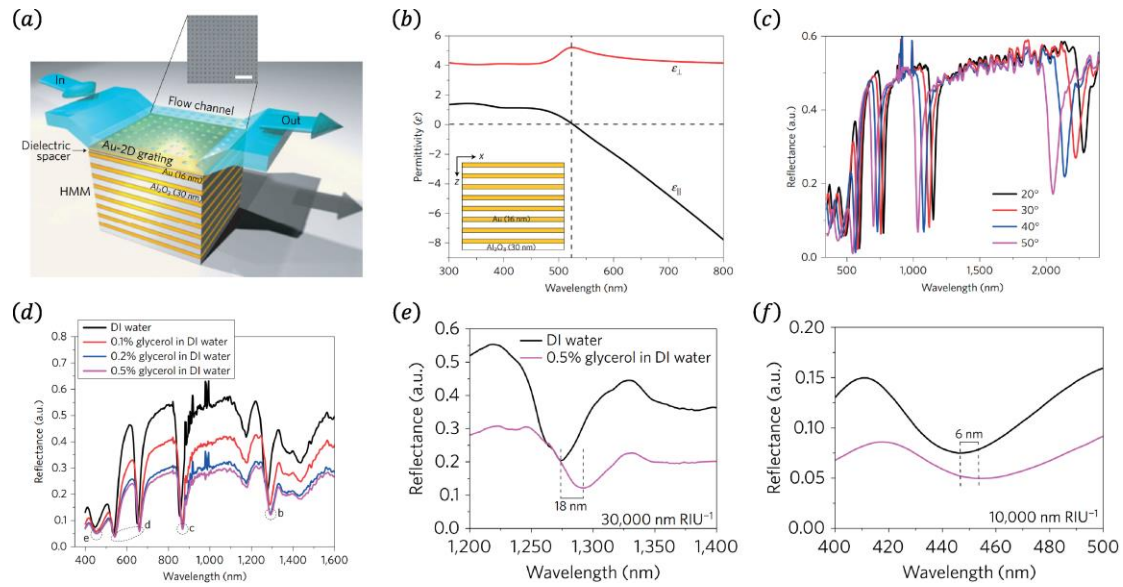 (a)
In
Flow channel
Out
Dielectric
spacer
Au-2D grating
Au (16 nm)
Al₂O₃ (30 nm)
HMM
(b)
6
4
2
0
−2
−4
−6
−8
Permittivity (ε)
ε⊥
ε||
x
z
Au (16 nm)
Al₂O₃ (30 nm)
300 400 500 600 700 800
Wavelength (nm)
(c)
0.6
0.4
0.2
0.0
Reflectance (a.u.)
20°
30°
40°
50°
500 1,000 1,500 2,000
Wavelength (nm)
(d)
0.8
0.7
0.6
0.5
0.4
0.3
0.2
0.1
0.0
Reflectance (a.u.)
DI water
0.1% glycerol in DI water
0.2% glycerol in DI water
0.5% glycerol in DI water
e
d
c
b
400 600 800 1,000 1,200 1,400 1,600
Wavelength (nm)
(e)
0.6
0.5
0.4
0.3
0.2
0.1
0.0
Reflectance (a.u.)
DI water
0.5% glycerol in DI water
18 nm
30,000 nm RIU⁻¹
1,200 1,250 1,300 1,350 1,400
Wavelength (nm)
(f)
0.20
0.15
0.10
0.05
0.00
Reflectance (a.u.)
6 nm
10,000 nm RIU⁻¹
400 420 440 460 480 500
Wavelength (nm)